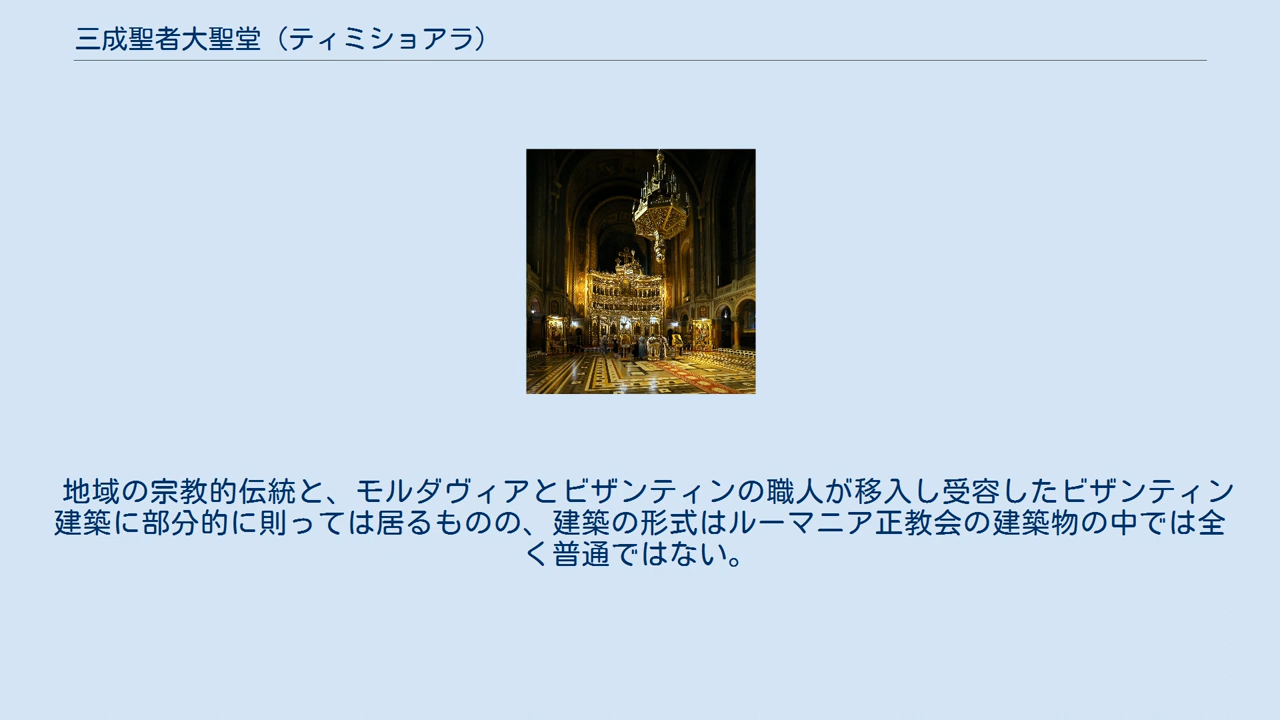 三成聖者大聖堂（ティミショアラ）
地域の宗教的伝統と、モルダヴィアとビザンティンの職人が移入し受容したビザンティン
建築に部分的に則っては居るものの、建築の形式はルーマニア正教会の建築物の中では全
く普通ではない。